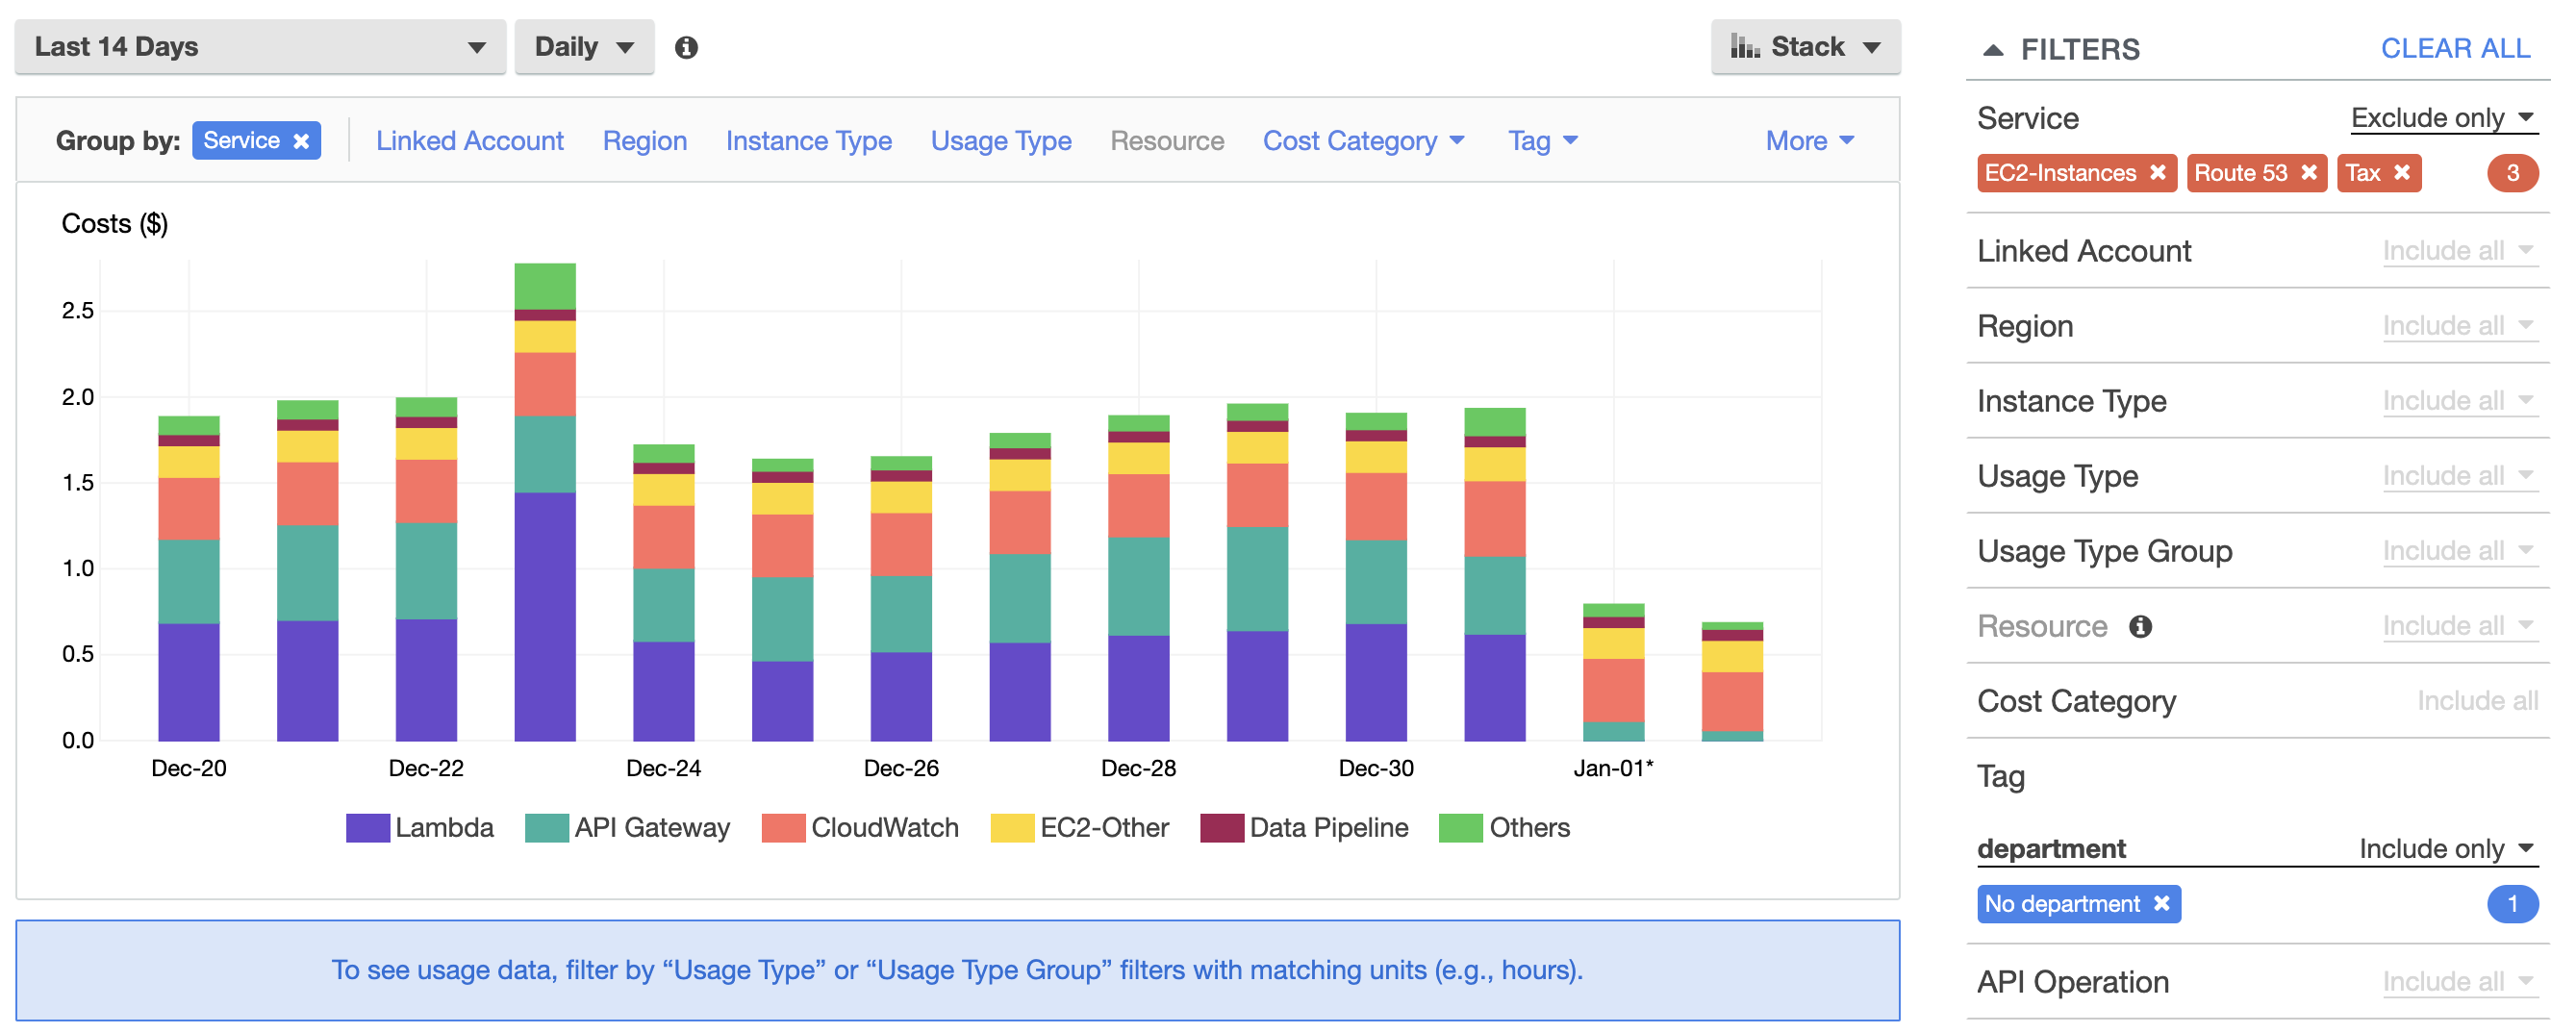 Last 14 Days Daily Stack
Group by: Service Linked Account Region Instance Type Usage Type Resource Cost Category Tag More
Costs ($)
2.5
2.0
1.5
1.0
0.5
0.0
Dec-20 Dec-22 Dec-24 Dec-26 Dec-28 Dec-30 Jan-01*
Lambda API Gateway CloudWatch EC2-Other Data Pipeline Others
To see usage data, filter by “Usage Type” or “Usage Type Group” filters with matching units (e.g., hours).
FILTERS CLEAR ALL
Service Exclude only
EC2-Instances Route 53 Tax 3
Linked Account Include all
Region Include all
Instance Type Include all
Usage Type Include all
Usage Type Group Include all
Resource Include all
Cost Category Include all
Tag
department Include only
No department 1
API Operation Include all